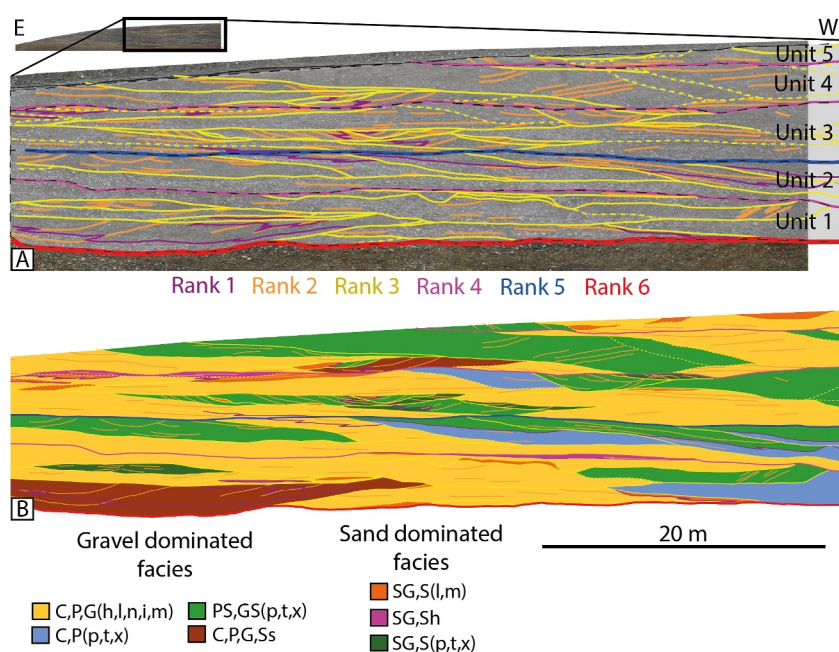 E W
Unit 5
Unit 4
Unit 3
Unit 2
Unit 1
A
Rank 1 Rank 2 Rank 3 Rank 4 Rank 5 Rank 6
B
20 m
Gravel dominated
facies
Sand dominated
facies
C,P,G(h,l,n,i,m)
PS,GS(p,t,x)
C,P(p,t,x)
C,P,G,Ss
SG,S(l,m)
SG,Sh
SG,S(p,t,x)